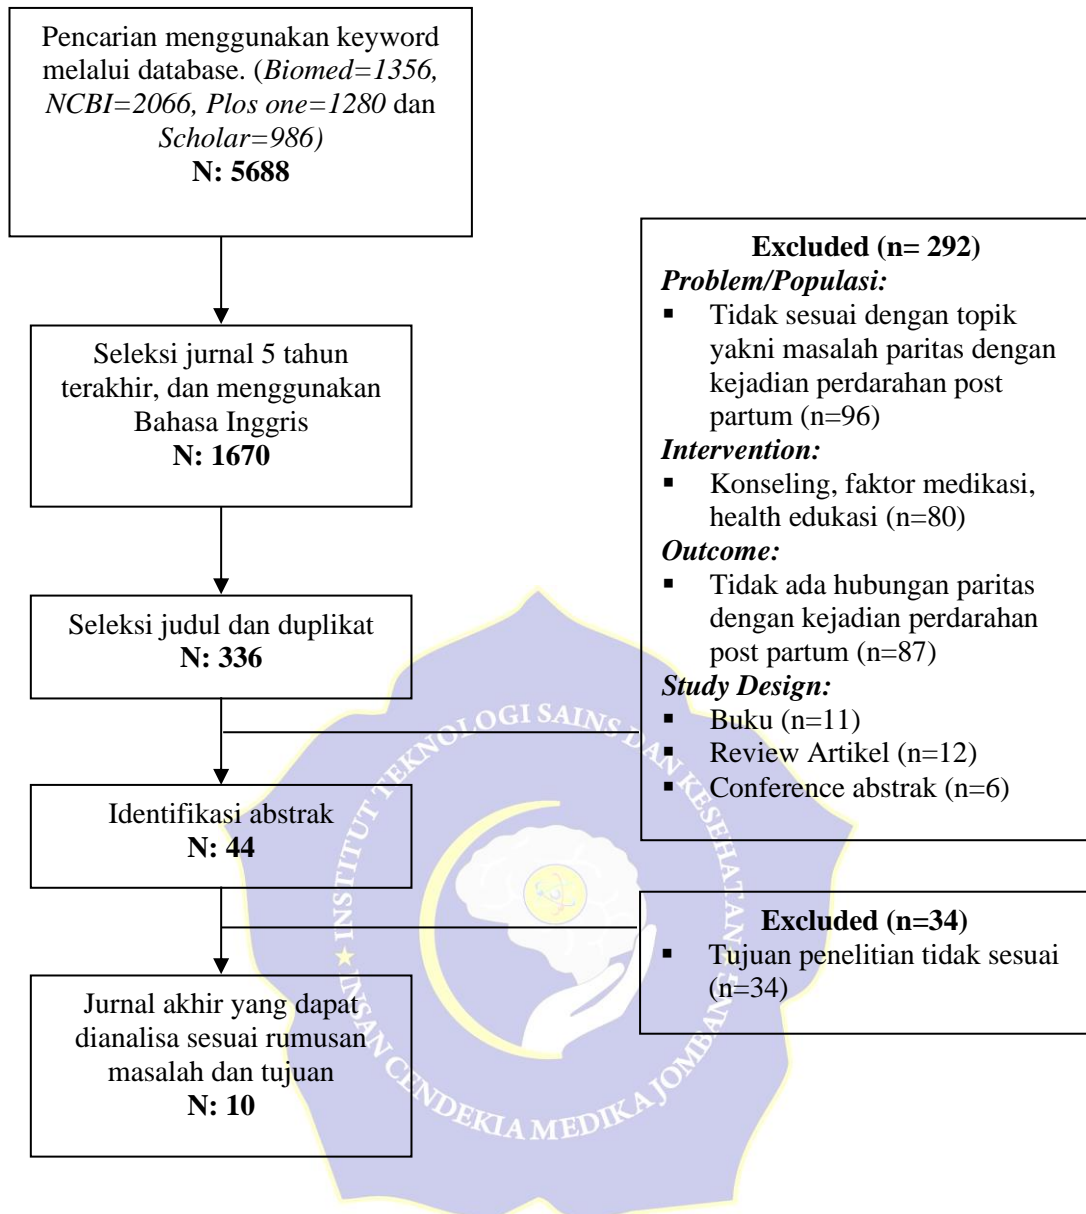 Pencarian menggunakan keyword
melalui database. (Biomed=1356,
NCBI=2066, Plos one=1280 dan
Scholar=986)
N: 5688
Seleksi jurnal 5 tahun
terakhir, dan menggunakan
Bahasa Inggris
N: 1670
Seleksi judul dan duplikat
N: 336
Excluded (n= 292)
Problem/Populasi:
▪ Tidak sesuai dengan topik
yakni masalah paritas dengan
kejadian perdarahan post
partum (n=96)
Intervention:
▪ Konseling, faktor medikasi,
health edukasi (n=80)
Outcome:
▪ Tidak ada hubungan paritas
dengan kejadian perdarahan
post partum (n=87)
Study Design:
▪ Buku (n=11)
▪ Review Artikel (n=12)
▪ Conference abstrak (n=6)
Identifikasi abstrak
N: 44
Excluded (n=34)
▪ Tujuan penelitian tidak sesuai
(n=34)
Jurnal akhir yang dapat
dianalisa sesuai rumusan
masalah dan tujuan
N: 10
INSTITUT TEKNOLOGI SAINS DAN KESEHATAN
INSAN CENDEKIA MEDIKA JOMBANG